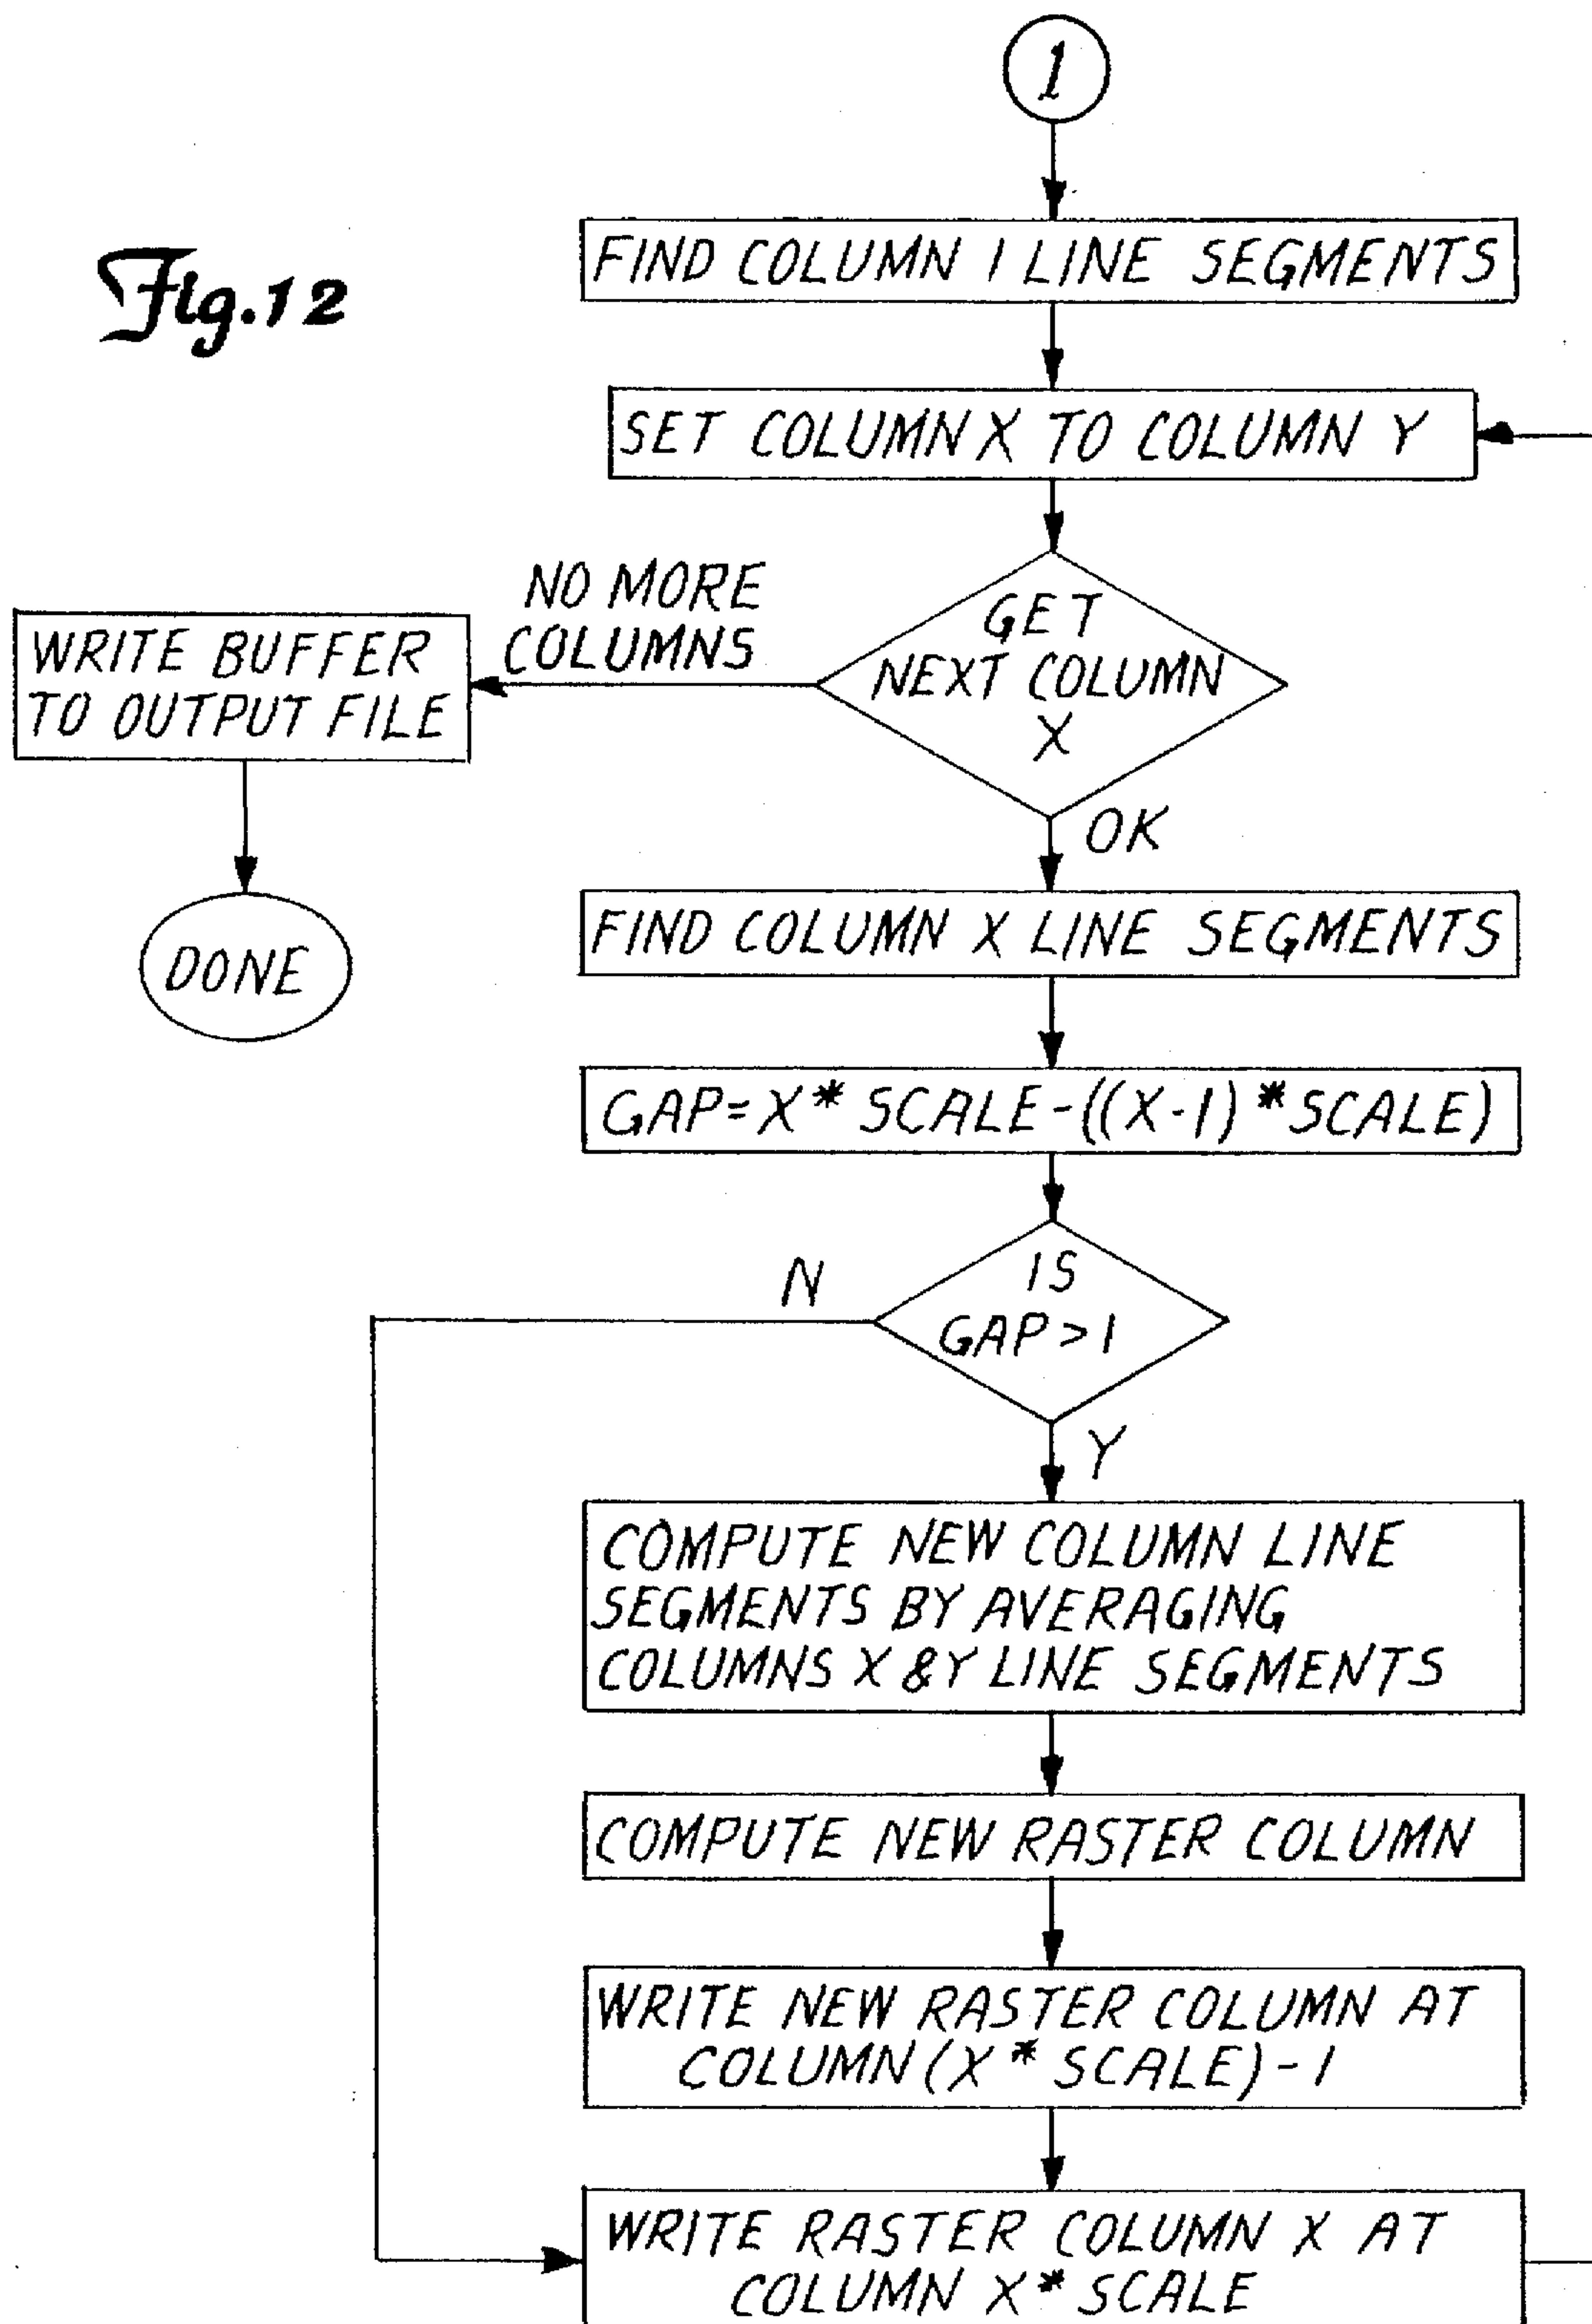 1
Fig.12
FIND COLUMN 1 LINE SEGMENTS
SET COLUMN X TO COLUMN Y
GET
NEXT COLUMN
X
NO MORE
COLUMNS
WRITE BUFFER
TO OUTPUT FILE
DONE
OK
FIND COLUMN X LINE SEGMENTS
GAP=X* SCALE-((X-1)*SCALE)
IS
GAP>1
N
Y
COMPUTE NEW COLUMN LINE
SEGMENTS BY AVERAGING
COLUMNS X &Y LINE SEGMENTS
COMPUTE NEW RASTER COLUMN
WRITE NEW RASTER COLUMN AT
COLUMN(X* SCALE)-1
WRITE RASTER COLUMN X AT
COLUMN X* SCALE